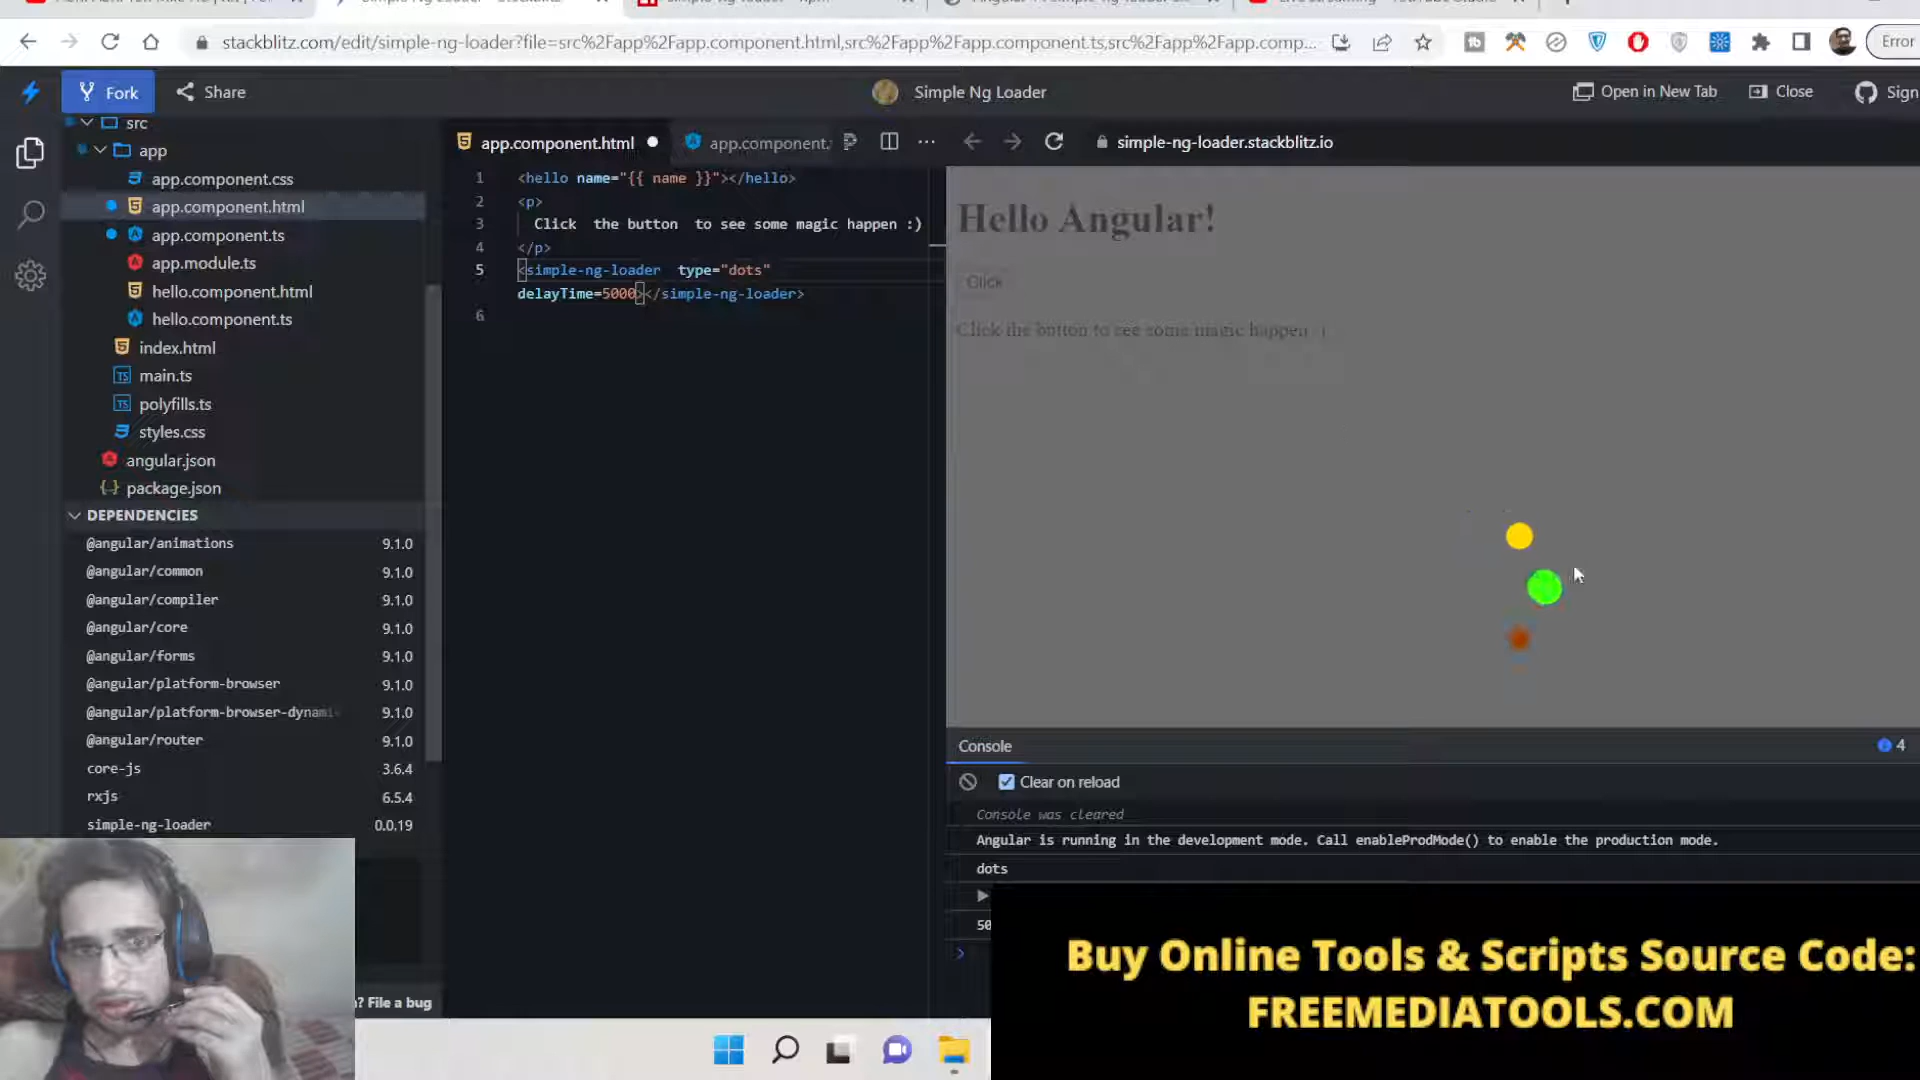 stackblitz.com/edit/simple-ng-loader?file=src%2Fapp%2Fapp.component.html,src%2Fapp%2Fapp.component.ts,src%2Fapp%2Fapp.comp...
Error
Fork
Share
Simple Ng Loader
Open in New Tab
Close
Sign
src
app
app.component.css
app.component.html
app.component.ts
app.module.ts
hello.component.html
hello.component.ts
index.html
main.ts
polyfills.ts
styles.css
angular.json
package.json
DEPENDENCIES
@angular/animations 9.1.0
@angular/common 9.1.0
@angular/compiler 9.1.0
@angular/core 9.1.0
@angular/forms 9.1.0
@angular/platform-browser 9.1.0
@angular/platform-browser-dynami 9.1.0
@angular/router 9.1.0
core-js 3.6.4
rxjs 6.5.4
simple-ng-loader 0.0.19
? File a bug
app.component.html
app.component.
1 <hello name="{{ name }}"></hello>
2 <p>
3 Click the button to see some magic happen :)
4 </p>
5 <simple-ng-loader type="dots"
delayTime=5000></simple-ng-loader>
6
simple-ng-loader.stackblitz.io
Hello Angular!
Click
Click the button to see some magic happen :)
Console
4
Clear on reload
Console was cleared
Angular is running in the development mode. Call enableProdMode() to enable the production mode.
dots
50
Buy Online Tools & Scripts Source Code:
FREEMEDIATOOLS.COM